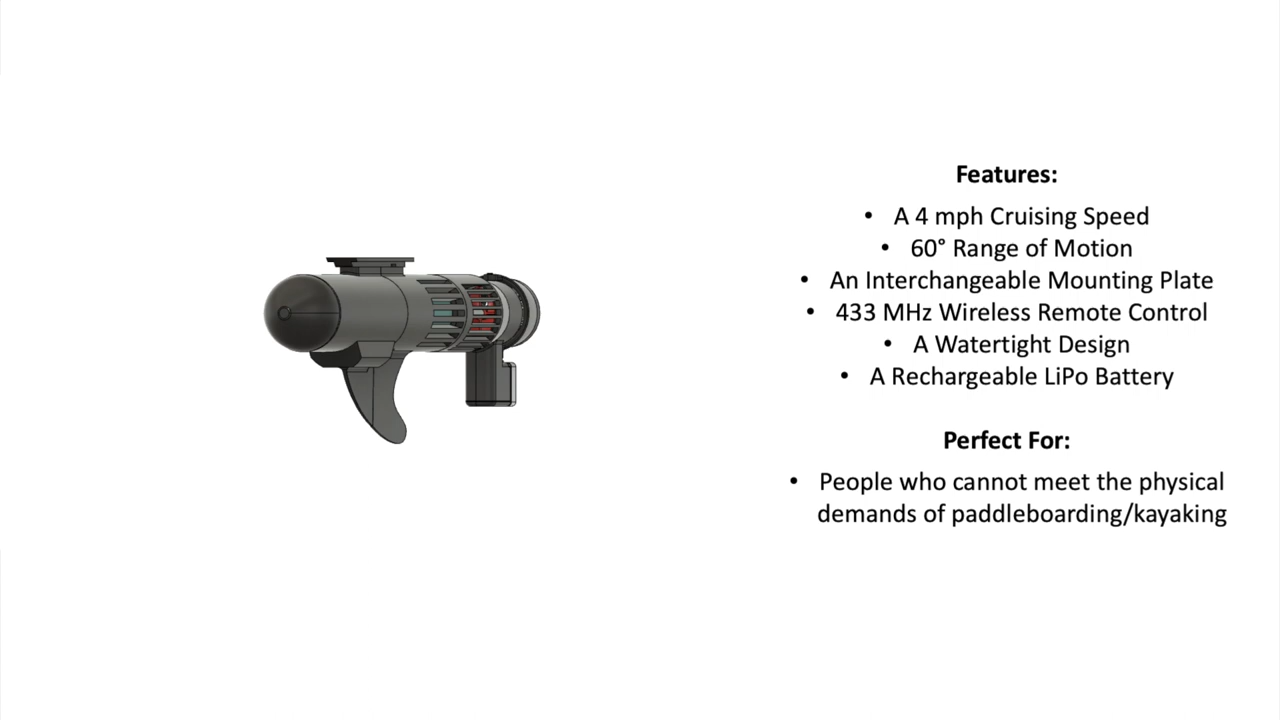 Features:
• A 4 mph Cruising Speed
• 60° Range of Motion
• An Interchangeable Mounting Plate
• 433 MHz Wireless Remote Control
• A Watertight Design
• A Rechargeable LiPo Battery
Perfect For:
• People who cannot meet the physical
demands of paddleboarding/kayaking